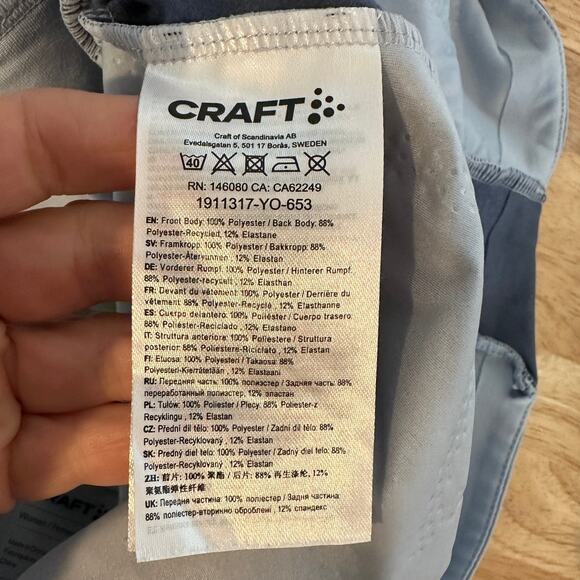 CRAFT
Craft of Scandinavia AB
Evedalsgatan 5, 501 17 Borås, SWEDEN
40
RN: 146080 CA: CA62249
1911317-YO-653
EN: Front Body: 100% Polyester / Back Body: 88%
Polyester-Recycled, 12% Elastane
SV: Framkropp: 100% Polyester / Bakkropp: 88%
Polyester-Återvunnen, 12% Elastan
DE: Vorderer Rumpf: 100% Polyester / Hinterer Rumpf:
88% Polyester-recycelt, 12% Elasthan
FR: Devant du vêtement: 100% Polyester / Derrière du
vêtement: 88% Polyester-Recyclé, 12% Elasthanne
ES: Cuerpo delantero: 100% Poliéster / Cuerpo trasero:
88% Poliéster-Reciclado, 12% Elastano
IT: Struttura anteriore: 100% Poliestere / Struttura
posteriore: 88% Poliestere-Riciclato, 12% Elastan
FI: Etuosa: 100% Polyesteri / Takaosa: 88%
Polyesteri-Kierrätetään, 12% Elastaani
RU: Передняя часть: 100% полиэстер / Задняя часть: 88%
переработанный полиэстер, 12% эластан
PL: Tułów: 100% Poliester / Plecy: 88% Poliester-z
Recyklingu, 12% Elastan
CZ: Přední díl tělo: 100% Polyester / Zadní díl tělo: 88%
Polyester-Recyklovaný, 12% Elastan
SK: Predný diel telo: 100% Polyester / Zadný diel telo: 88%
Polyester-Recyklovaný, 12% Elastan
ZH: 前片: 100% 聚酯 / 后片: 88% 再生涤纶, 12%
聚氨酯弹性纤维
UK: Передня частина: 100% поліестер / Задня частина:
88% поліестер-вторинно оброблені, 12% спандекс
CRAFT
Women